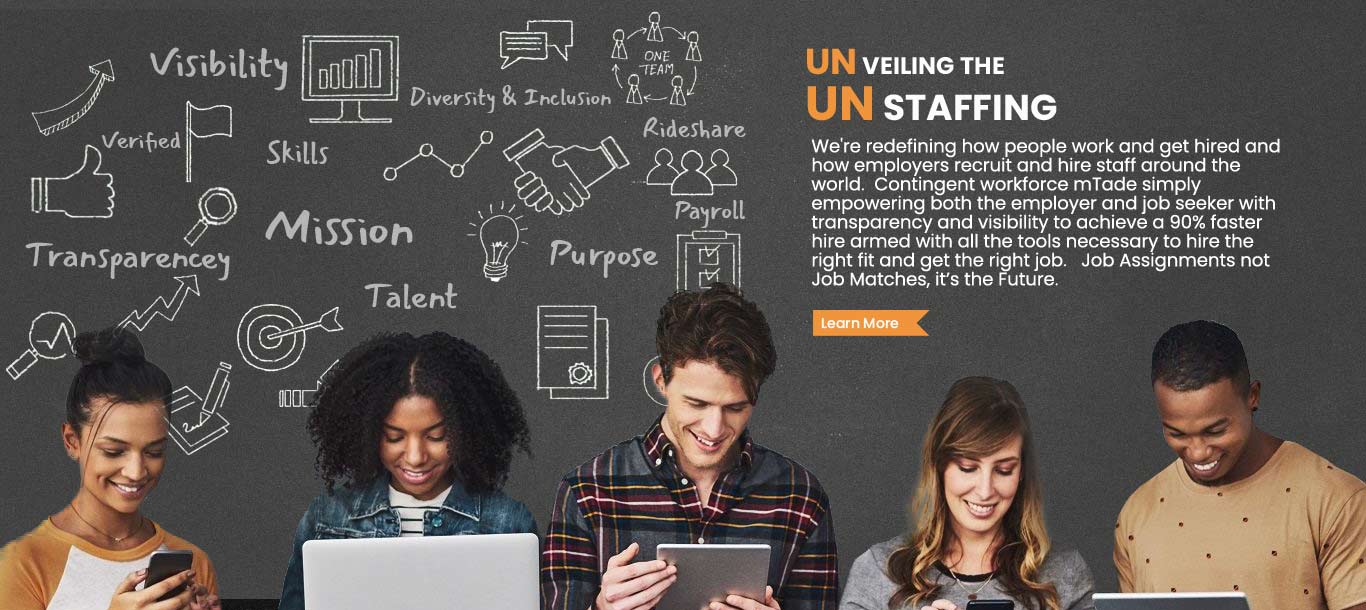 Visibility
ONE
TEAM
Diversity & Inclusion
Verified
Skills
Rideshare
Mission
Payroll
Transparencey
Purpose
Talent
UN VEILING THE
UN STAFFING
We're redefining how people work and get hired and
how employers recruit and hire staff around the
world.  Contingent workforce mTade simply
empowering both the employer and job seeker with
transparency and visibility to achieve a 90% faster
hire armed with all the tools necessary to hire the
right fit and get the right job.   Job Assignments not
Job Matches, it's the Future.
Learn More